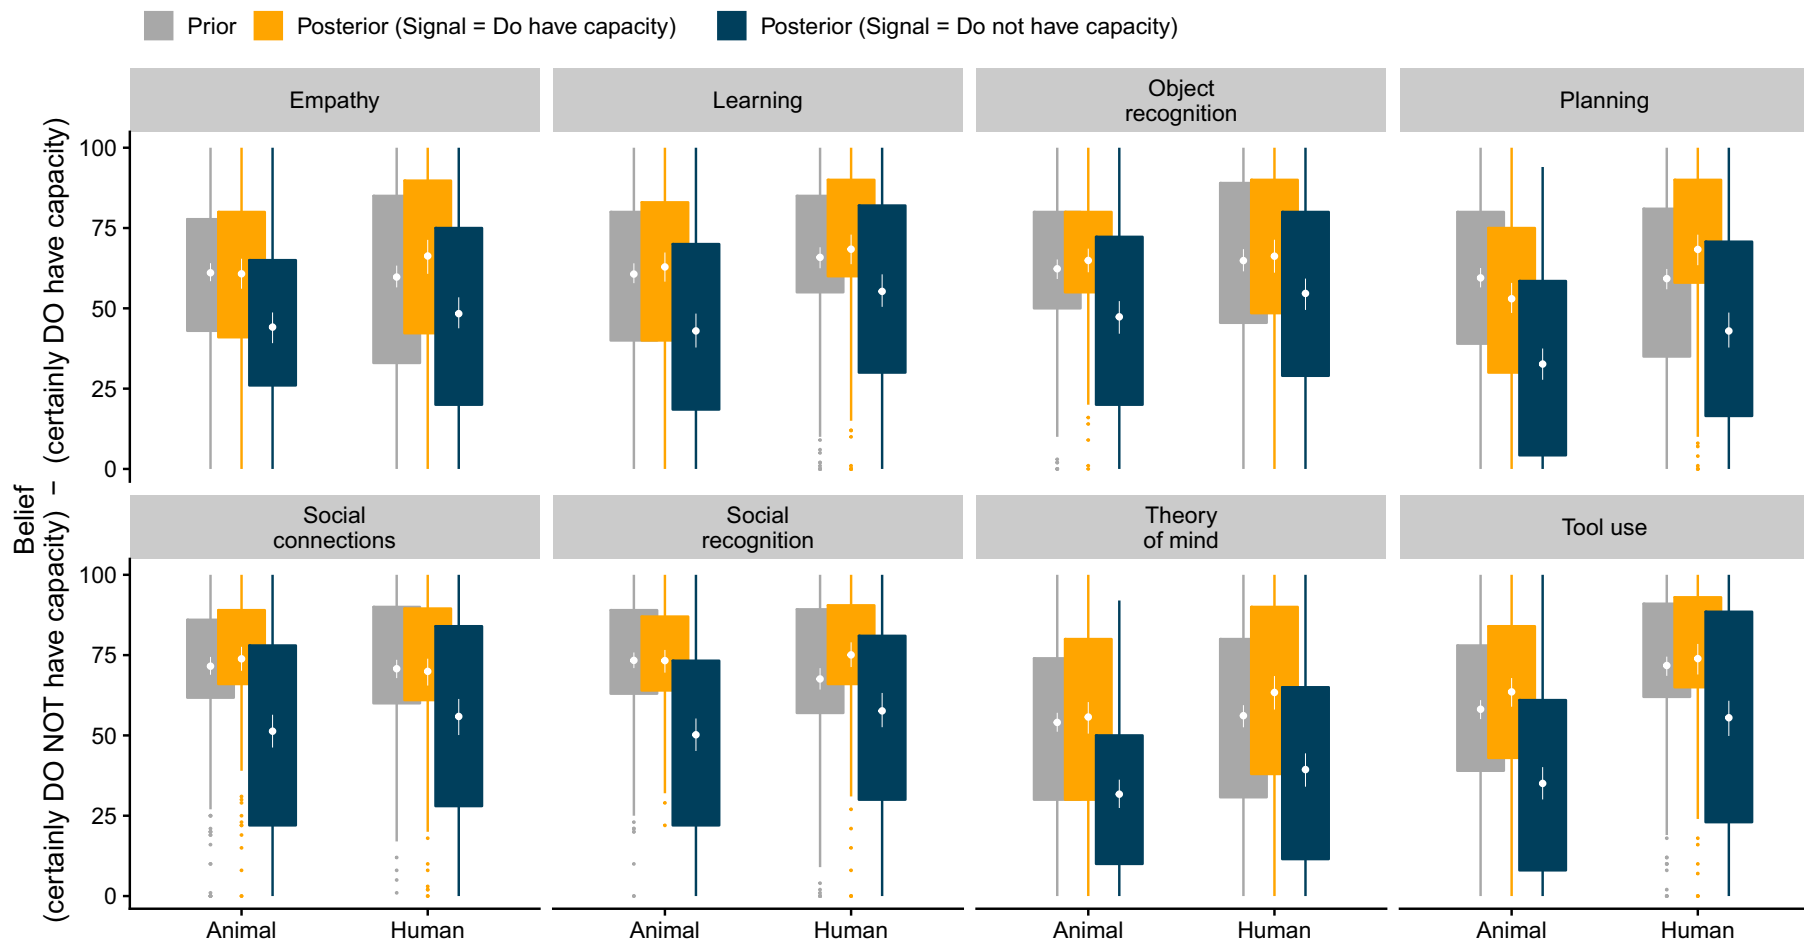 Prior
Posterior (Signal = Do have capacity)
Posterior (Signal = Do not have capacity)
Belief
(certainly DO NOT have capacity) − (certainly DO have capacity)
Empathy
Learning
Object
recognition
Planning
100
75
50
25
0
Social
connections
Social
recognition
Theory
of mind
Tool use
100
75
50
25
0
Animal
Human
Animal
Human
Animal
Human
Animal
Human